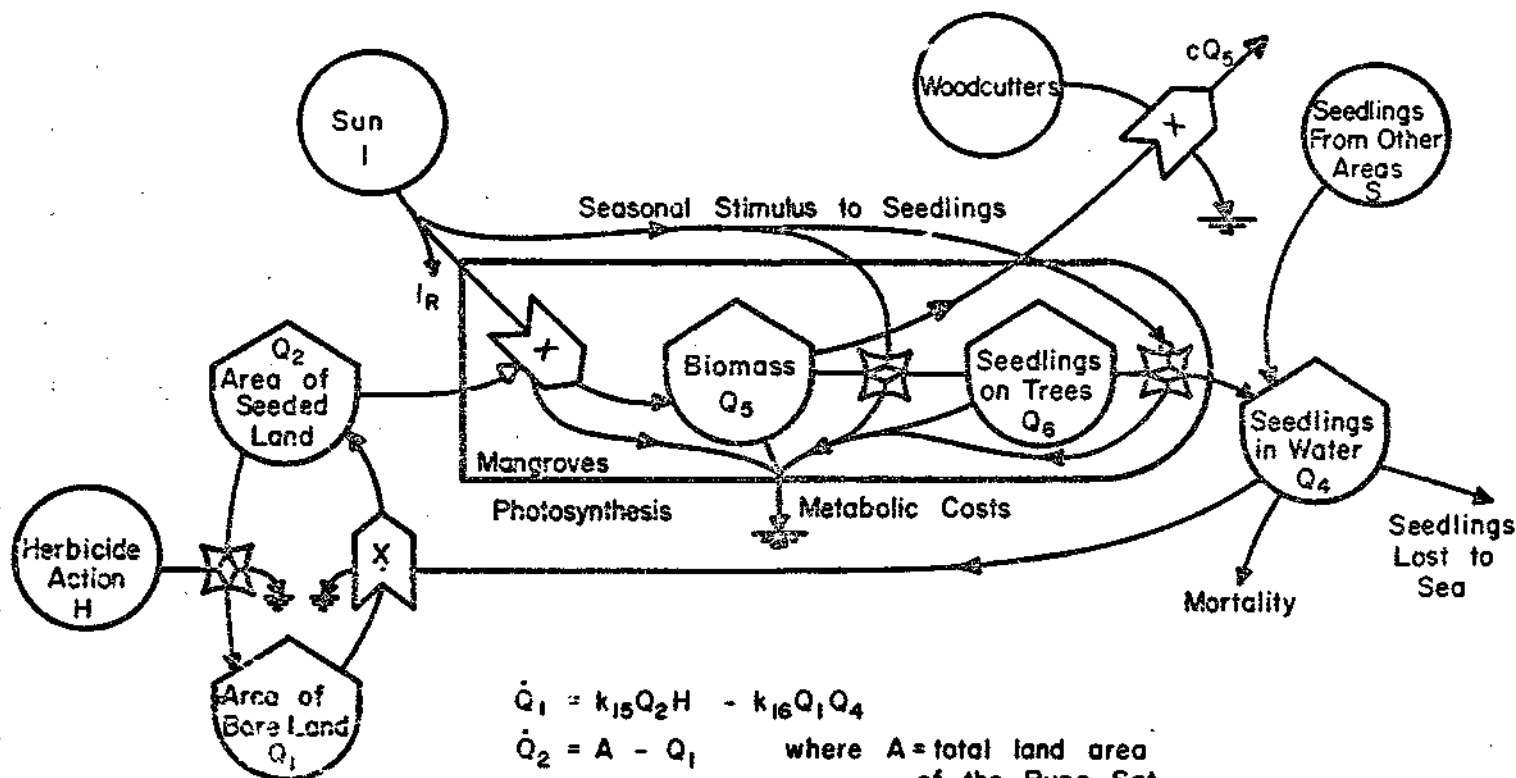 Sun
I
Woodcutters
cQ5
Seedlings
From Other
Areas
S
Seasonal Stimulus to Seedlings
IR
X
X
Q2
Area of
Seeded
Land
Biomass
Q5
Seedlings
on Trees
Q6
Seedlings
in Water
Q4
Mangroves
Photosynthesis
Metabolic Costs
Seedlings
Lost to
Sea
Mortality
Herbicide
Action
H
X
Area of
Bare Land
Q1
Q̇1 = k15Q2H - k16Q1Q4
Q̇2 = A - Q1 where A = total land area
of the Rung Sat